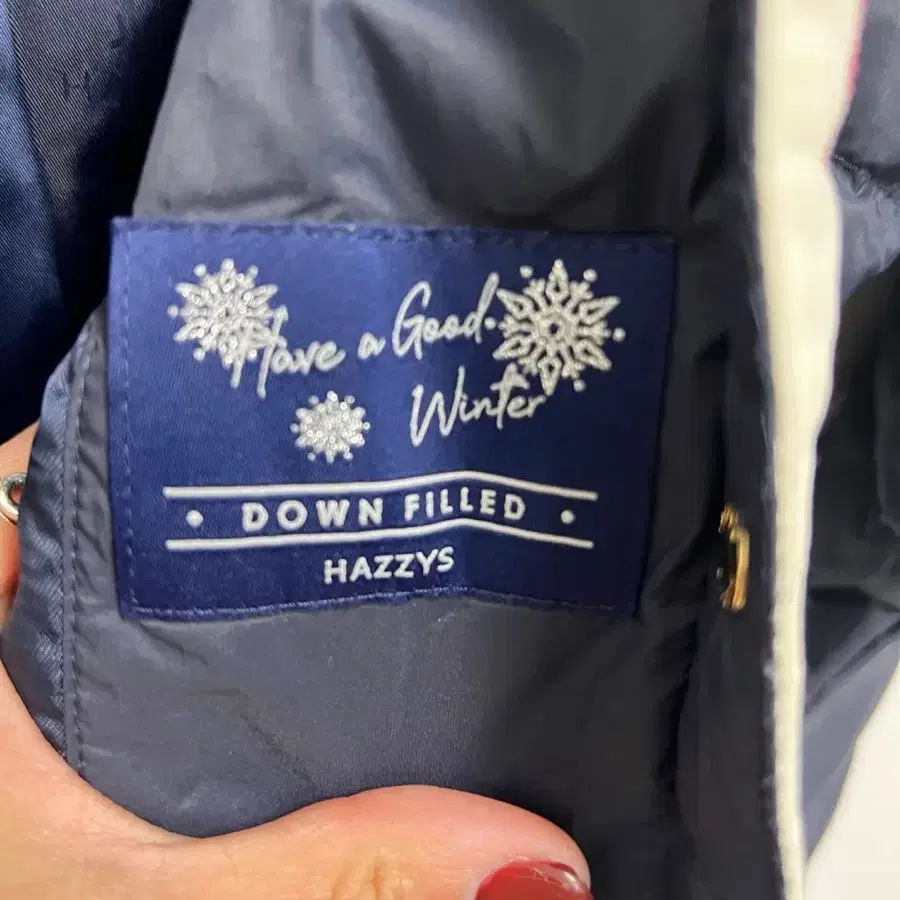 Have a Good
Winter
• DOWN FILLED •
HAZZYS